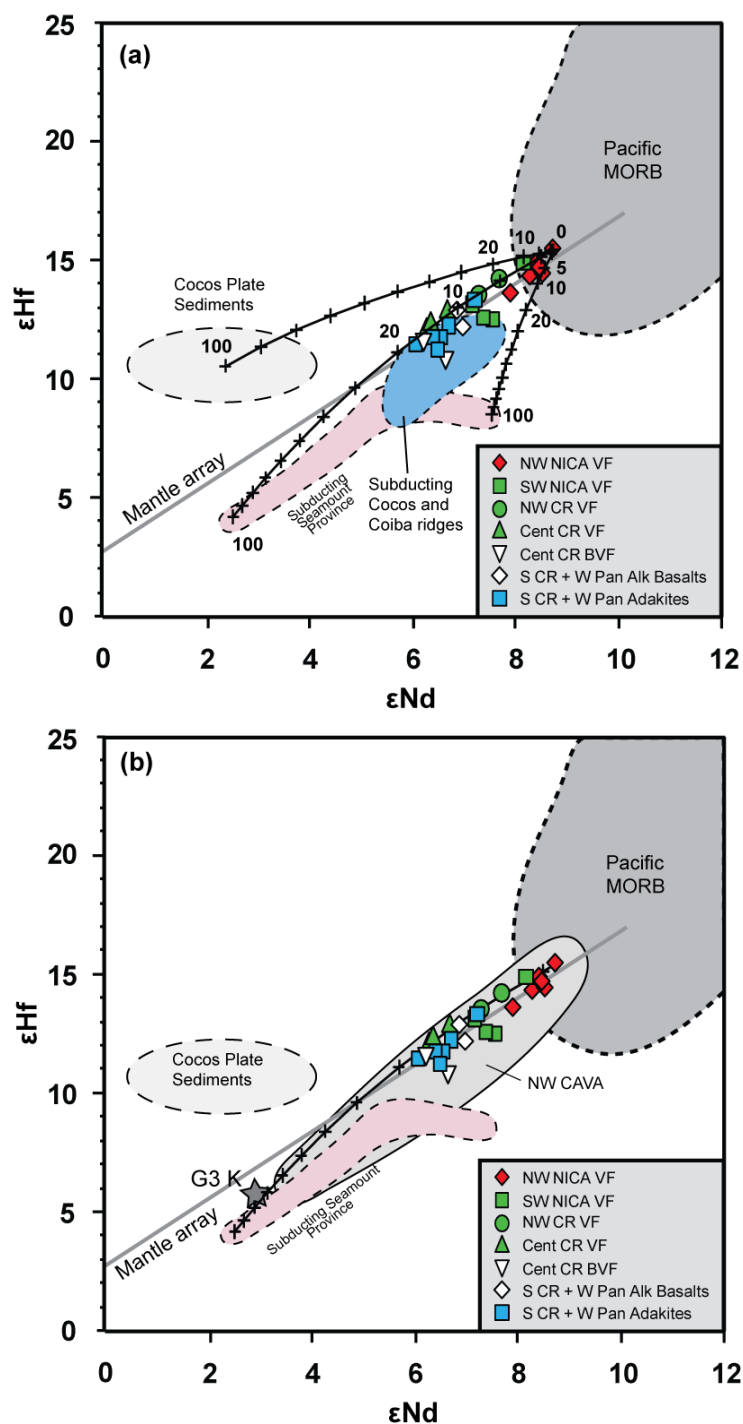 (a)
25
20
15
10
5
0
εHf
Pacific
MORB
0
10
20
5
10
10
20
20
100
Cocos Plate
Sediments
100
100
Mantle array
Subducting
Seamount
Province
Subducting
Cocos and
Coiba ridges
NW NICA VF
SW NICA VF
NW CR VF
Cent CR VF
Cent CR BVF
S CR + W Pan Alk Basalts
S CR + W Pan Adakites
0
2
4
6
8
10
12
εNd
(b)
25
20
15
10
5
0
εHf
Pacific
MORB
Cocos Plate
Sediments
NW CAVA
G3 K
Mantle array
Subducting Seamount
Province
NW NICA VF
SW NICA VF
NW CR VF
Cent CR VF
Cent CR BVF
S CR + W Pan Alk Basalts
S CR + W Pan Adakites
0
2
4
6
8
10
12
εNd